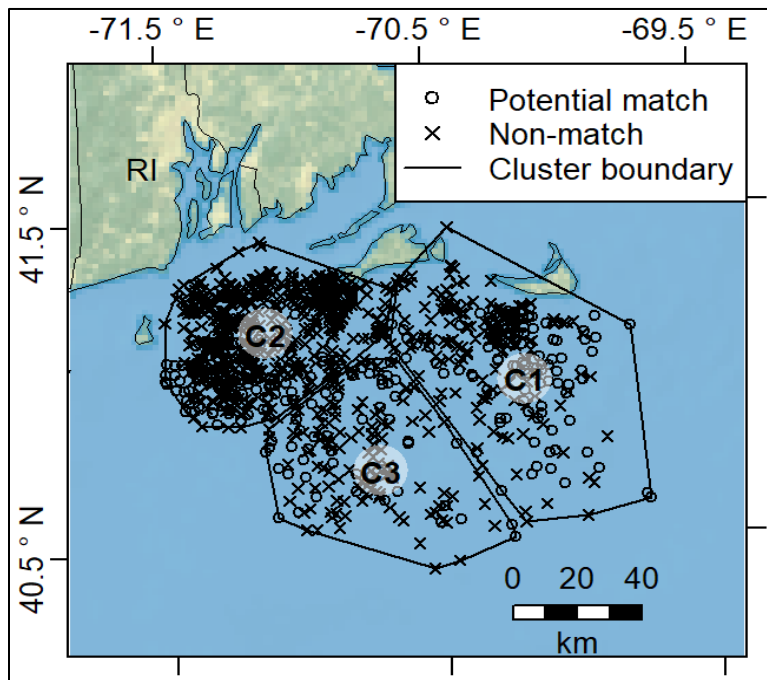 -71.5 ° E -70.5 ° E -69.5 ° E
Potential match
Non-match
Cluster boundary
RI
41.5 ° N
C2
C1
C3
40.5 ° N
0 20 40
km